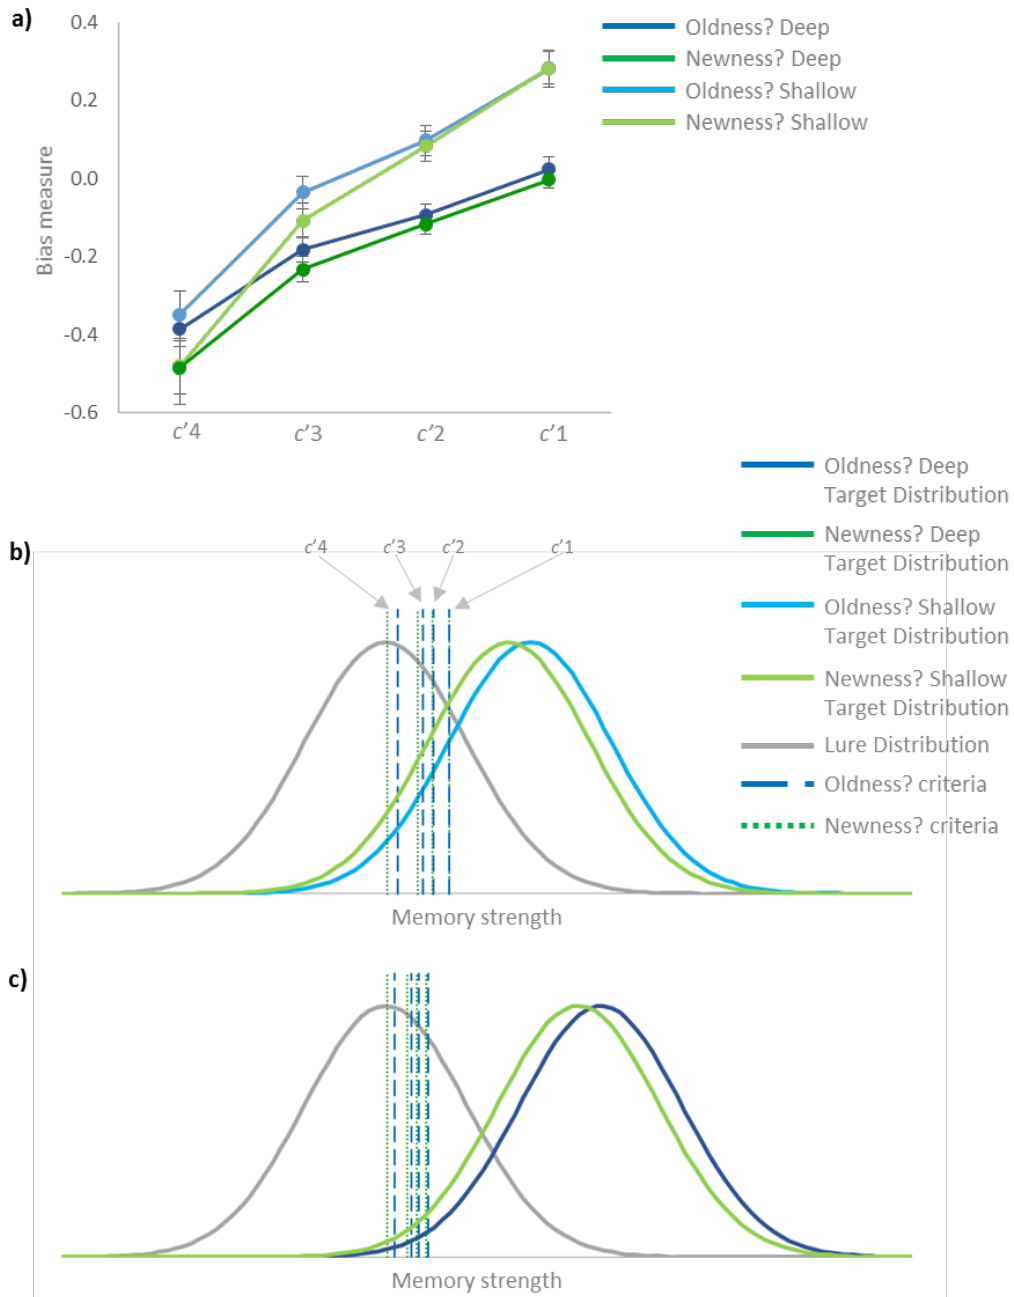 a)
0.4
0.2
0.0
-0.2
-0.4
-0.6
Bias measure
c'4
c'3
c'2
c'1
Oldness? Deep
Newness? Deep
Oldness? Shallow
Newness? Shallow
b)
c'4
c'3
c'2
c'1
Memory strength
Oldness? Deep
Target Distribution
Newness? Deep
Target Distribution
Oldness? Shallow
Target Distribution
Newness? Shallow
Target Distribution
Lure Distribution
Oldness? criteria
Newness? criteria
c)
Memory strength